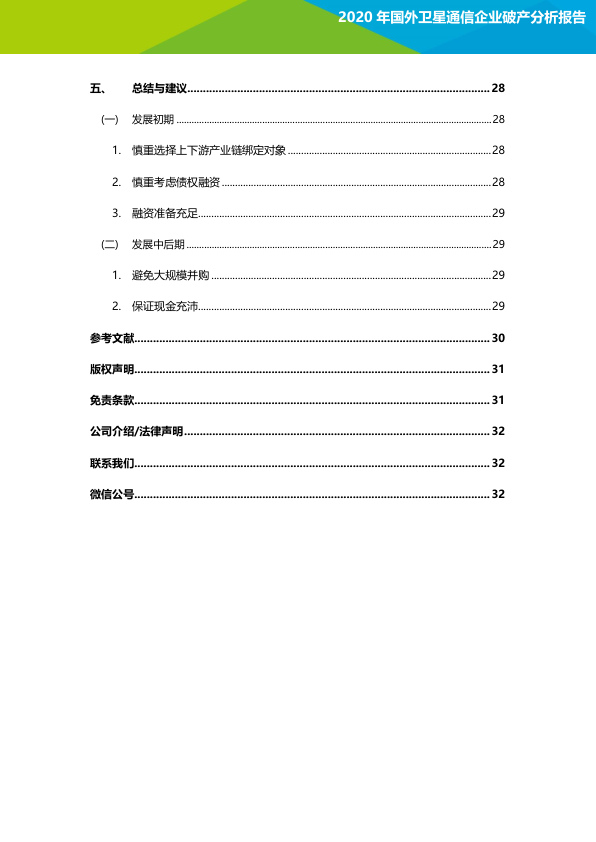 2020 年国外卫星通信企业破产分析报告
五、 总结与建议 28
(一) 发展初期 28
1. 慎重选择上下游产业链绑定对象 28
2. 慎重考虑债权融资 28
3. 融资准备充足 29
(二) 发展中后期 29
1. 避免大规模并购 29
2. 保证现金充沛 29
参考文献 30
版权声明 31
免责条款 31
公司介绍/法律声明 32
联系我们 32
微信公号 32